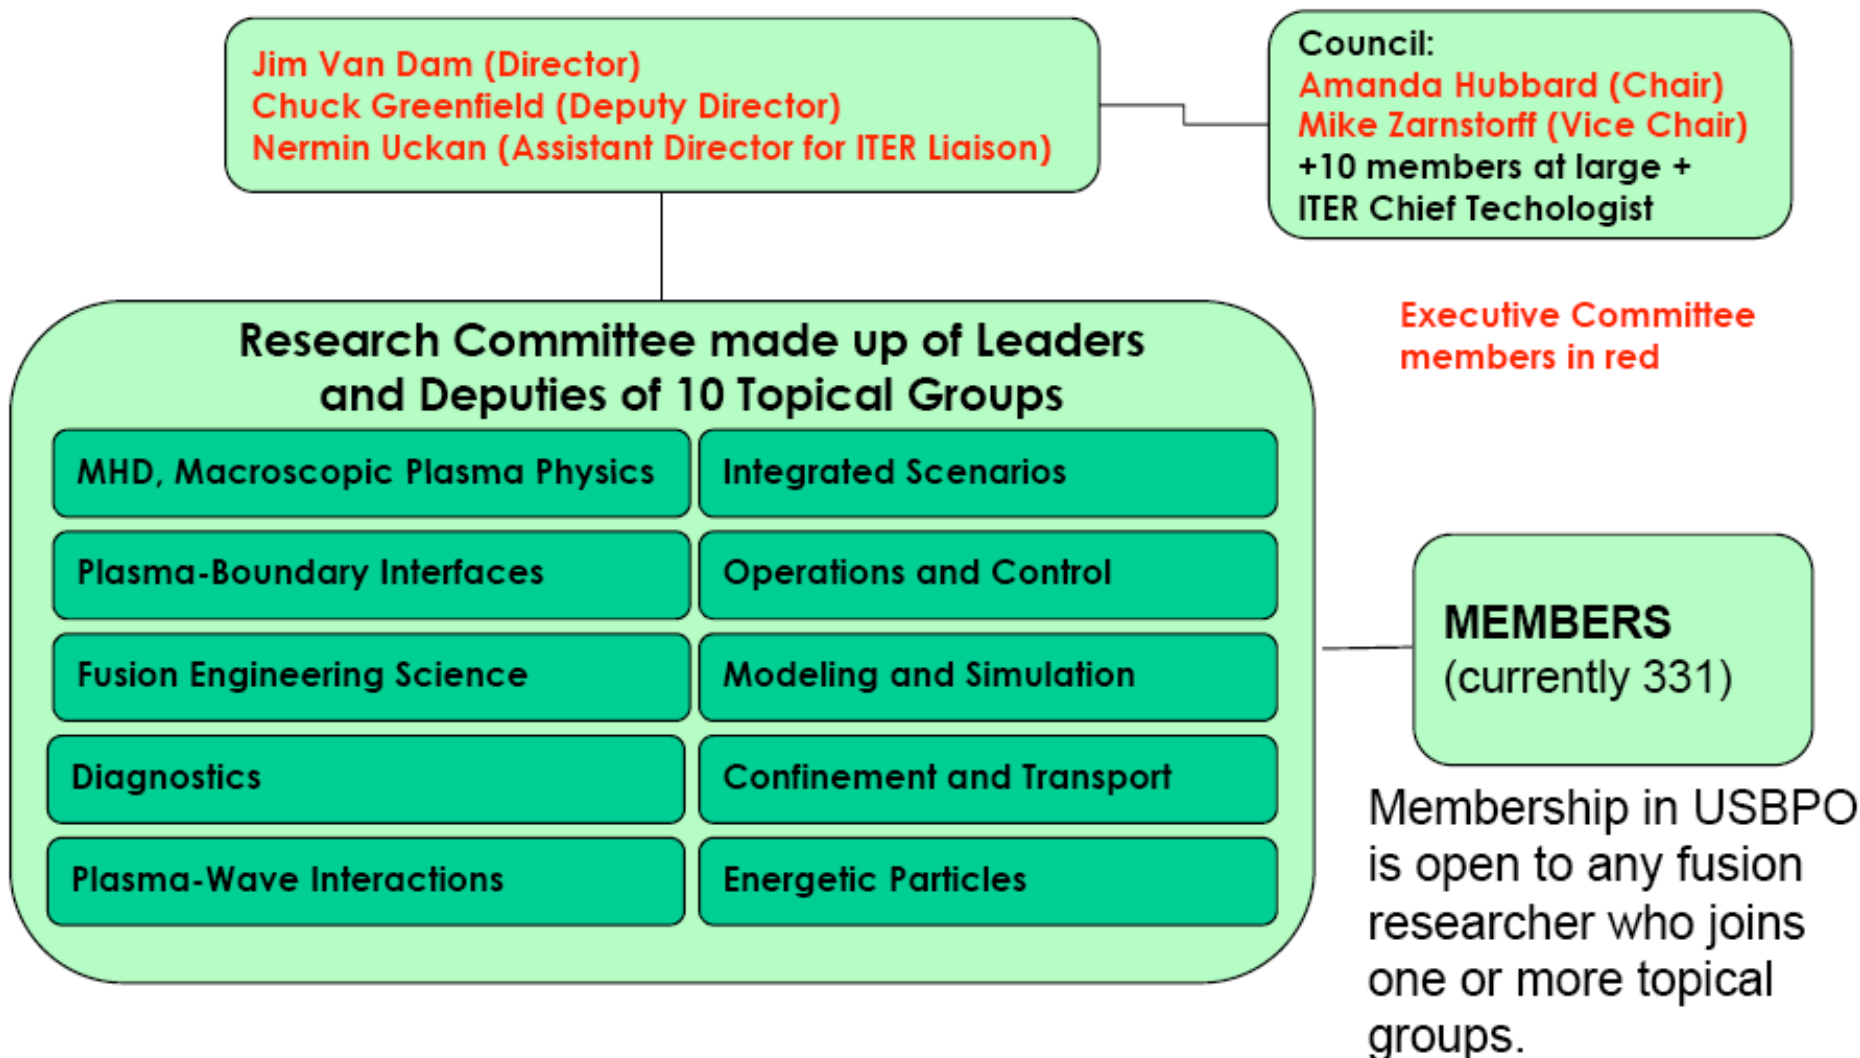 Jim Van Dam (Director)
Chuck Greenfield (Deputy Director)
Nermin Uckan (Assistant Director for ITER Liaison)
Council:
Amanda Hubbard (Chair)
Mike Zarnstorff (Vice Chair)
+10 members at large +
ITER Chief Techologist
Executive Committee
members in red
Research Committee made up of Leaders
and Deputies of 10 Topical Groups
MHD, Macroscopic Plasma Physics
Integrated Scenarios
Plasma-Boundary Interfaces
Operations and Control
Fusion Engineering Science
Modeling and Simulation
Diagnostics
Confinement and Transport
Plasma-Wave Interactions
Energetic Particles
MEMBERS
(currently 331)
Membership in USBPO
is open to any fusion
researcher who joins
one or more topical
groups.